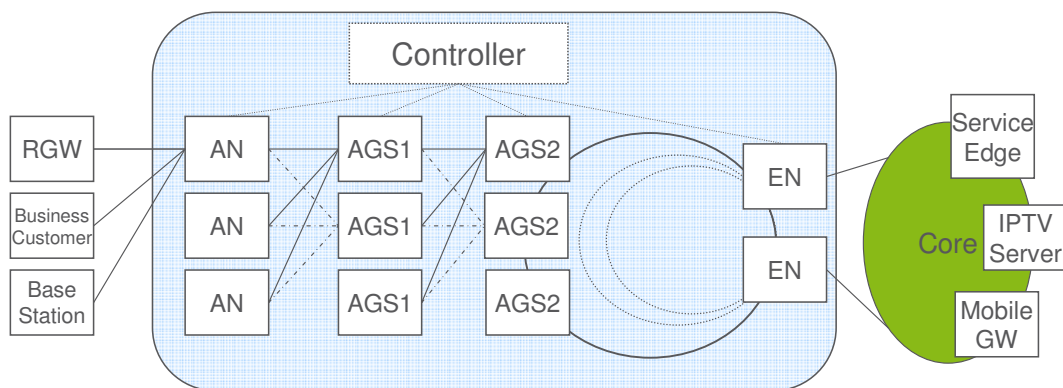 Controller
RGW
AN
AGS1
AGS2
EN
Service
Edge
Business
Customer
AN
AGS1
AGS2
Core
IPTV
Server
Base
Station
AN
AGS1
AGS2
EN
Mobile
GW